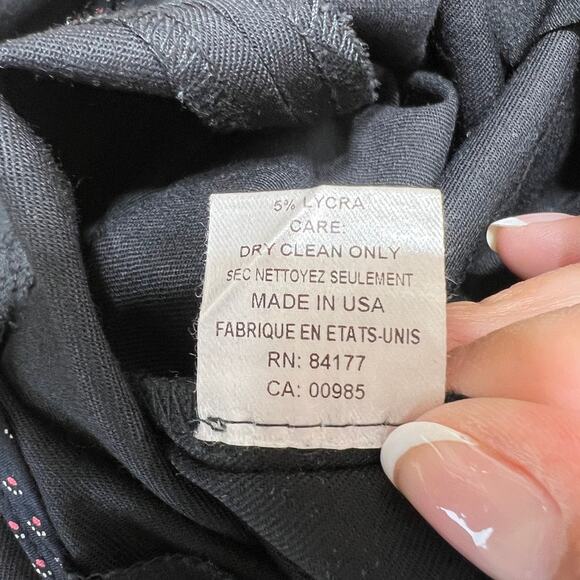 5% LYCRA
CARE:
DRY CLEAN ONLY
SEC NETTOYEZ SEULEMENT
MADE IN USA
FABRIQUE EN ETATS-UNIS
RN: 84177
CA: 00985